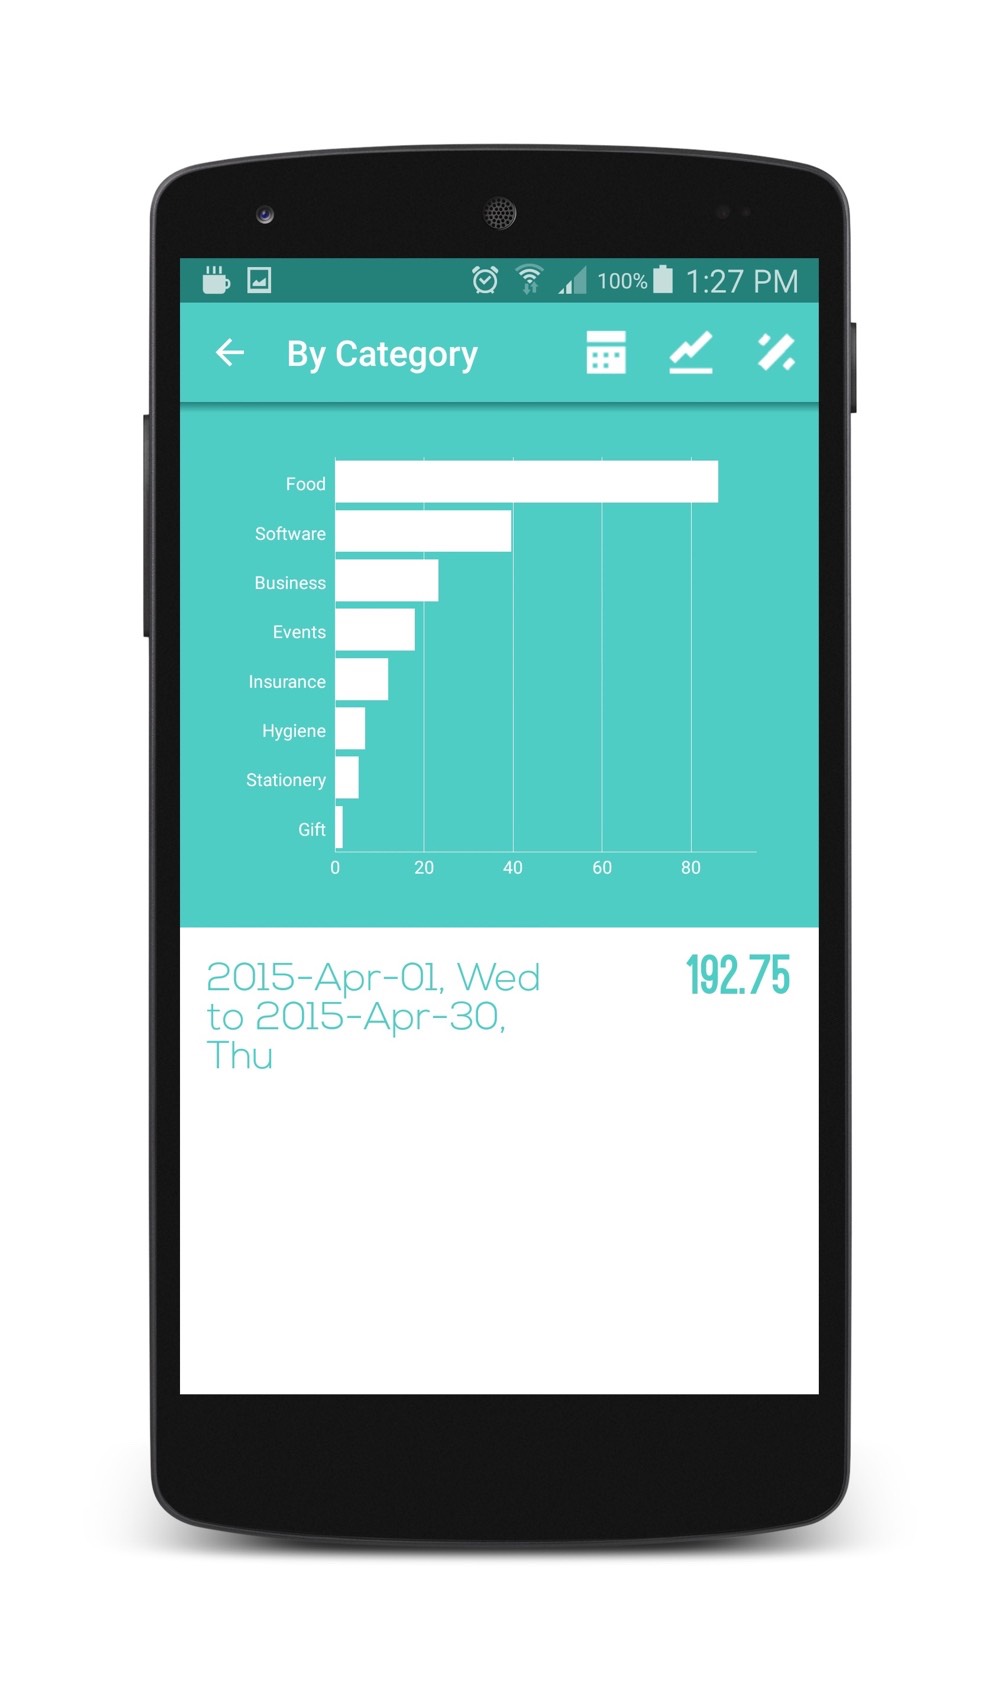 100% 1:27 PM
By Category
Food
Software
Business
Events
Insurance
Hygiene
Stationery
Gift
0 20 40 60 80
2015-Apr-01, Wed
to 2015-Apr-30,
Thu
192.75